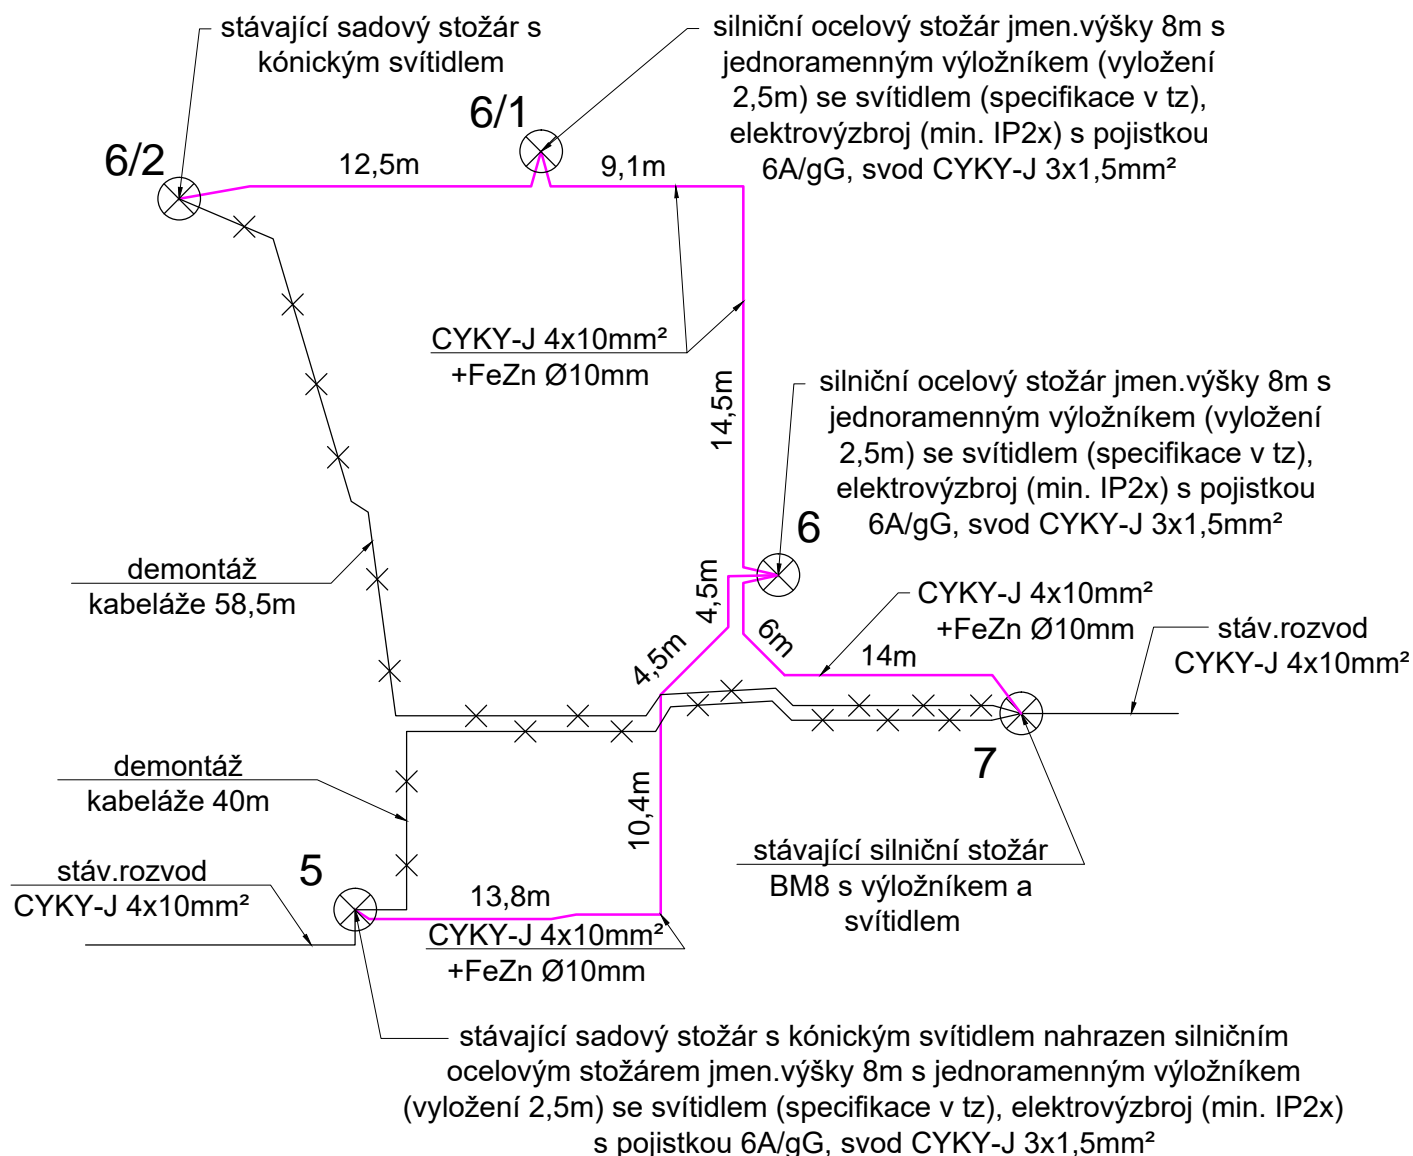 stávající sadový stožár s
kónickým svítidlem
silniční ocelový stožár jmen.výšky 8m s
jednoramenným výložníkem (vyložení
2,5m) se svítidlem (specifikace v tz),
elektrovýzbroj (min. IP2x) s pojistkou
6A/gG, svod CYKY-J 3x1,5mm²
6/1
6/2
12,5m
9,1m
CYKY-J 4x10mm²
+FeZn Ø10mm
14,5m
silniční ocelový stožár jmen.výšky 8m s
jednoramenným výložníkem (vyložení
2,5m) se svítidlem (specifikace v tz),
elektrovýzbroj (min. IP2x) s pojistkou
6A/gG, svod CYKY-J 3x1,5mm²
6
demontáž
kabeláže 58,5m
4,5m
4,5m
6m
14m
CYKY-J 4x10mm²
+FeZn Ø10mm
stáv.rozvod
CYKY-J 4x10mm²
7
demontáž
kabeláže 40m
10,4m
stávající silniční stožár
BM8 s výložníkem a
svítidlem
stáv.rozvod
CYKY-J 4x10mm²
5
13,8m
CYKY-J 4x10mm²
+FeZn Ø10mm
stávající sadový stožár s kónickým svítidlem nahrazen silničním
ocelovým stožárem jmen.výšky 8m s jednoramenným výložníkem
(vyložení 2,5m) se svítidlem (specifikace v tz), elektrovýzbroj (min. IP2x)
s pojistkou 6A/gG, svod CYKY-J 3x1,5mm²